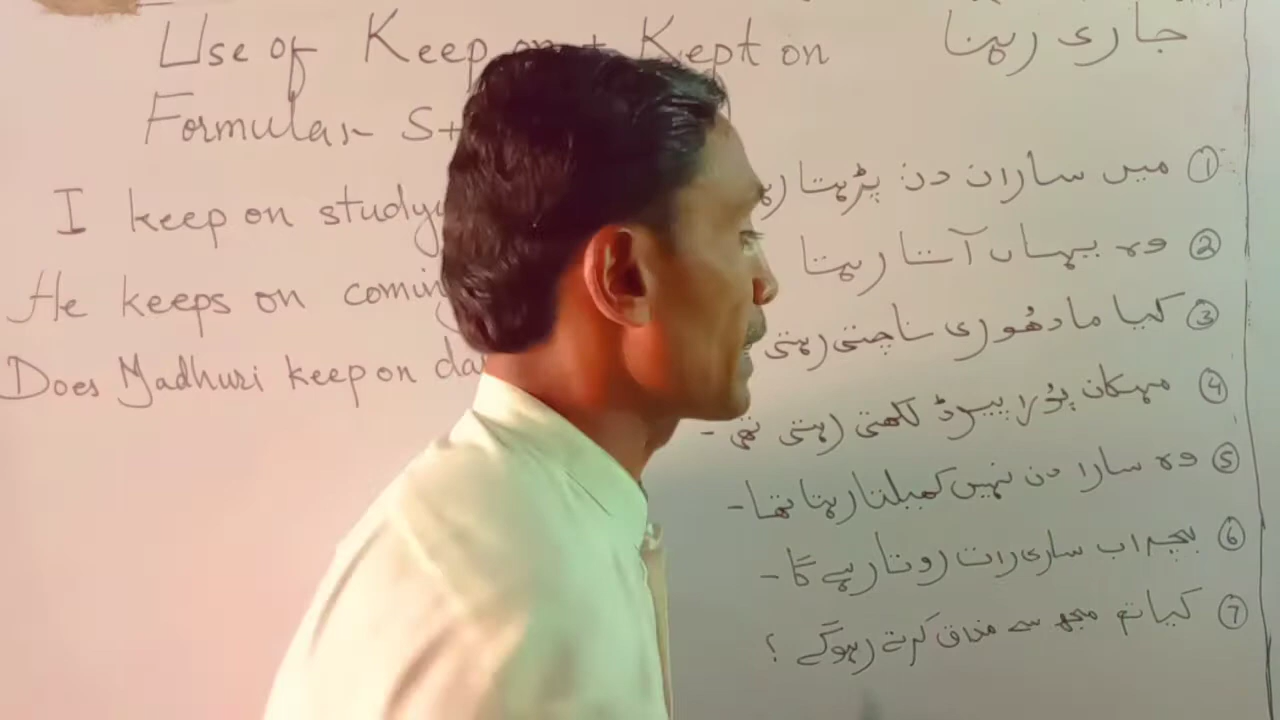 Use of Keep on + Kept on جاری رہنا
Formula:- S+
I keep on study
He keeps on coming
Does Madhuri keep on da
① میں سارا دن پڑھتا
② وہ یہاں آتا رہتا
③ کیا مادھوری ناچتی رہتی
④ مہکان پُورا پیریڈ لکھتی رہتی تھی-
⑤ وہ سارا دن نہیں کھیلتا رہتا تھا-
⑥ بچہ اب ساری رات روتا رہے گا-
⑦ کیا تم مجھ سے مذاق کرتے رہو گے؟